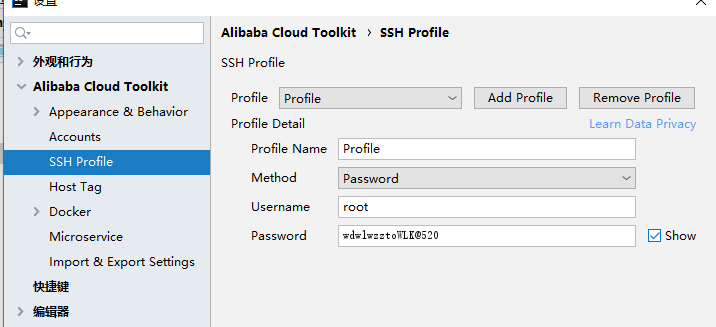 设置
外观和行为
Alibaba Cloud Toolkit
Appearance & Behavior
Accounts
SSH Profile
Host Tag
Docker
Microservice
Import & Export Settings
快捷键
编辑器
Alibaba Cloud Toolkit › SSH Profile
SSH Profile
Profile Profile Add Profile Remove Profile
Profile Detail Learn Data Privacy
Profile Name Profile
Method Password
Username root
Password wdwlwzztoWLK@520 Show